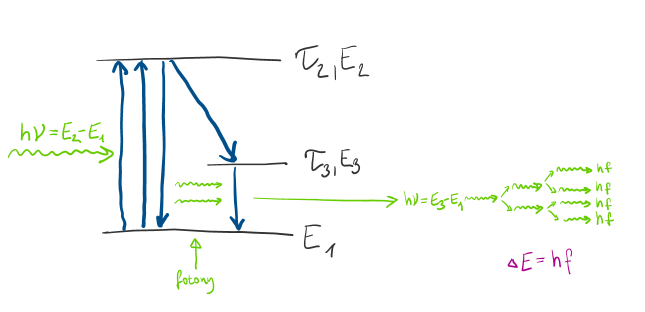 τ₂, E₂
hν = E₂-E₁
τ₃, E₃
hf
hf
hν = E₃-E₁
hf
hf
E₁
ΔE = hf
fotony